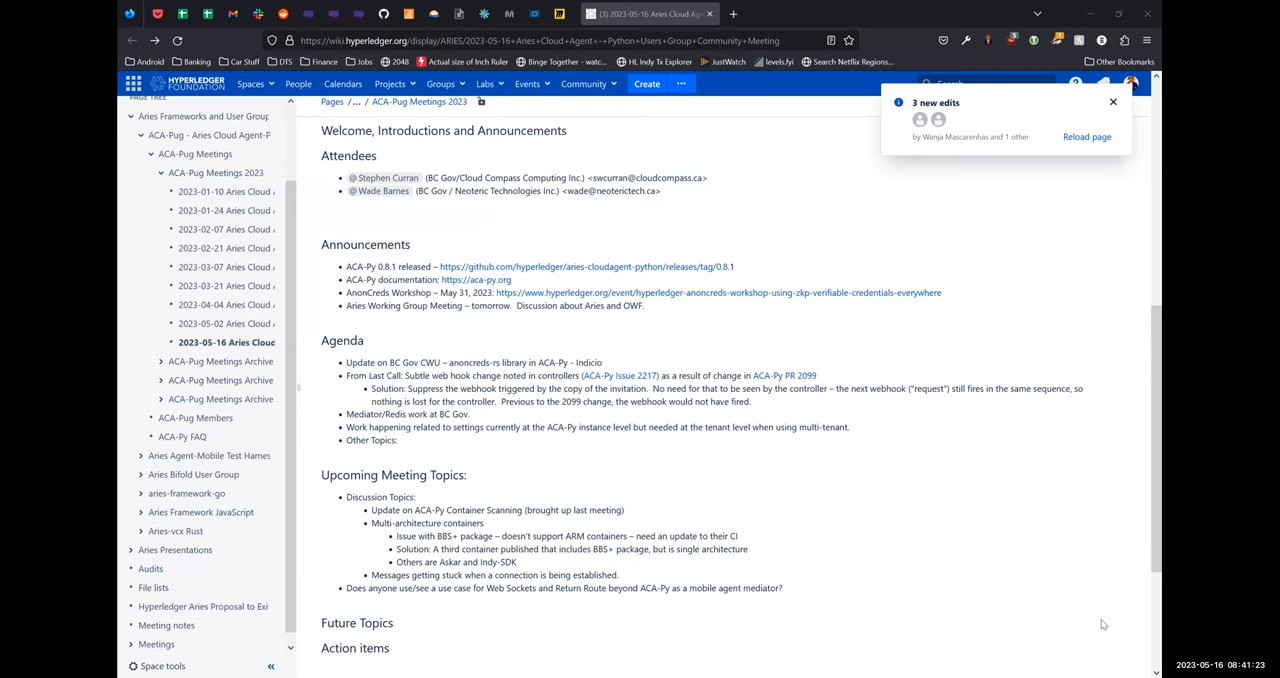 (3) 2023-05-16 Aries Cloud Age
https://wiki.hyperledger.org/display/ARIES/2023-05-16+Aries+Cloud+Agent+-+Python+Users+Group+Community+Meeting
Android Banking Car Stuff DTS Finance Jobs 2048 Actual size of Inch Ruler Binge Together - watc... HL Indy Tx Explorer JustWatch levels.fyi Search Netflix Regions... Other Bookmarks
HYPERLEDGER FOUNDATION Spaces People Calendars Projects Groups Labs Events Community Create ... Search
PAGE TREE
Aries Frameworks and User Group
ACA-Pug - Aries Cloud Agent-P
ACA-Pug Meetings
ACA-Pug Meetings 2023
2023-01-10 Aries Cloud
2023-01-24 Aries Cloud
2023-02-07 Aries Cloud
2023-02-21 Aries Cloud
2023-03-07 Aries Cloud
2023-03-21 Aries Cloud
2023-04-04 Aries Cloud
2023-05-02 Aries Cloud
2023-05-16 Aries Cloud
ACA-Pug Meetings Archive
ACA-Pug Meetings Archive
ACA-Pug Meetings Archive
ACA-Pug Members
ACA-Py FAQ
Aries Agent-Mobile Test Harnes
Aries Bifold User Group
aries-framework-go
Aries Framework JavaScript
Aries-vcx Rust
Aries Presentations
Audits
File lists
Hyperledger Aries Proposal to Exi
Meeting notes
Meetings
Space tools
Pages /... / ACA-Pug Meetings 2023
3 new edits
by Wanja Mascarenhas and 1 other
Reload page
Welcome, Introductions and Announcements
Attendees
• @Stephen Curran (BC Gov/Cloud Compass Computing Inc.) <swcurran@cloudcompass.ca>
• @Wade Barnes (BC Gov / Neoteric Technologies Inc.) <wade@neoterictech.ca>
Announcements
• ACA-Py 0.8.1 released – https://github.com/hyperledger/aries-cloudagent-python/releases/tag/0.8.1
• ACA-Py documentation: https://aca-py.org
• AnonCreds Workshop – May 31, 2023: https://www.hyperledger.org/event/hyperledger-anoncreds-workshop-using-zkp-verifiable-credentials-everywhere
• Aries Working Group Meeting – tomorrow. Discussion about Aries and OWF.
Agenda
• Update on BC Gov CWU – anoncreds-rs library in ACA-Py - Indicio
• From Last Call: Subtle web hook change noted in controllers (ACA-Py Issue 2217) as a result of change in ACA-Py PR 2099
• Solution: Suppress the webhook triggered by the copy of the invitation. No need for that to be seen by the controller – the next webhook ("request") still fires in the same sequence, so
nothing is lost for the controller. Previous to the 2099 change, the webhook would not have fired.
• Mediator/Redis work at BC Gov.
• Work happening related to settings currently at the ACA-Py instance level but needed at the tenant level when using multi-tenant.
• Other Topics:
Upcoming Meeting Topics:
• Discussion Topics:
• Update on ACA-Py Container Scanning (brought up last meeting)
• Multi-architecture containers
• Issue with BBS+ package – doesn't support ARM containers – need an update to their CI
• Solution: A third container published that includes BBS+ package, but is single architecture
• Others are Askar and Indy-SDK
• Messages getting stuck when a connection is being established.
• Does anyone use/see a use case for Web Sockets and Return Route beyond ACA-Py as a mobile agent mediator?
Future Topics
Action items
2023-05-16 08:41:23